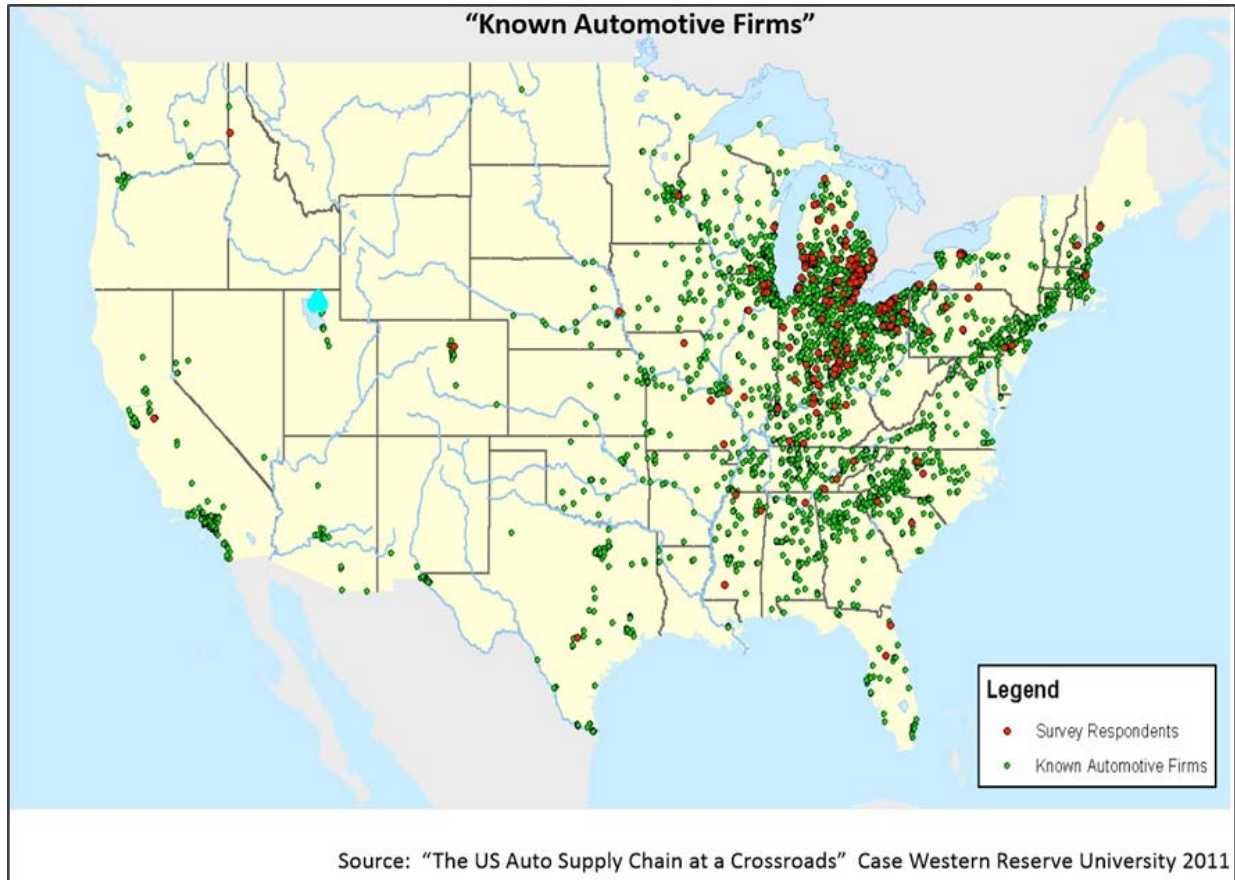 “Known Automotive Firms”
Legend
Survey Respondents
Known Automotive Firms
Source: “The US Auto Supply Chain at a Crossroads” Case Western Reserve University 2011